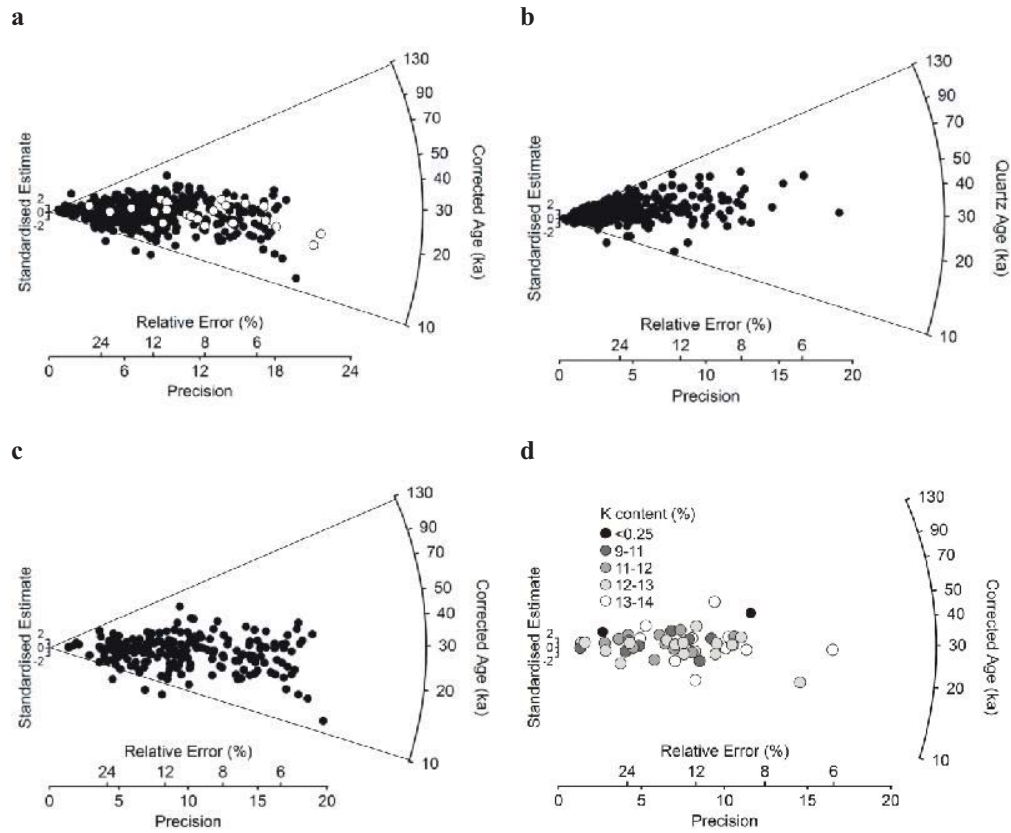 a
Standardised Estimate
2
0
-2
130
90
70
50
40
30
20
10
Corrected Age (ka)
Relative Error (%)
24 12 8 6
0 6 12 18 24
Precision
b
Standardised Estimate
2
0
-2
130
90
70
50
40
30
20
10
Quartz Age (ka)
Relative Error (%)
24 12 8 6
0 5 10 15 20
Precision
c
Standardised Estimate
2
0
-2
130
90
70
50
40
30
20
10
Corrected Age (ka)
Relative Error (%)
24 12 8 6
0 5 10 15 20
Precision
d
K content (%)
<0.25
9-11
11-12
12-13
13-14
Standardised Estimate
2
0
-2
130
90
70
50
40
30
20
10
Corrected Age (ka)
Relative Error (%)
24 12 8 6
0 5 10 15 20
Precision